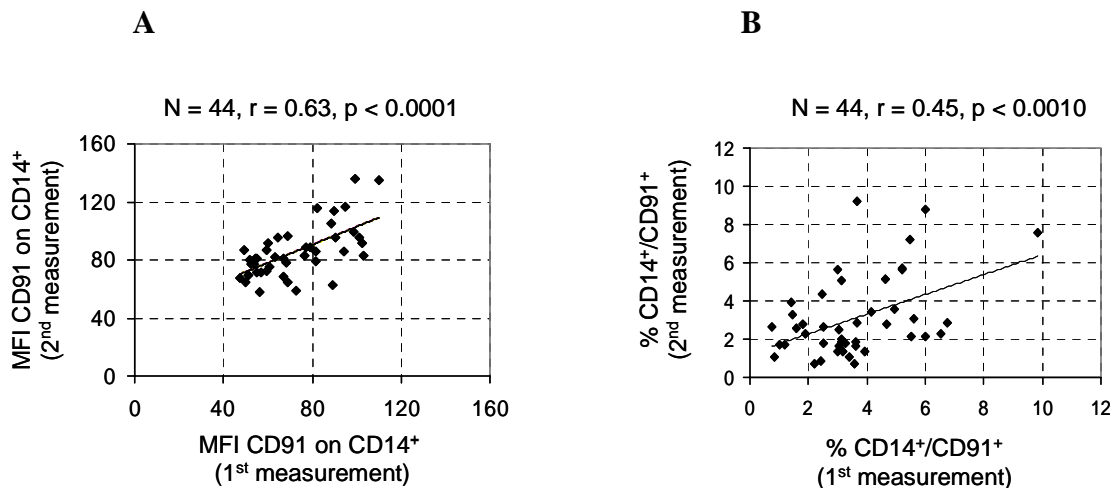 A
N = 44, r = 0.63, p < 0.0001
MFI CD91 on CD14⁺
(2ⁿᵈ measurement)
160
120
80
40
0
0 40 80 120 160
MFI CD91 on CD14⁺
(1ˢᵗ measurement)
B
N = 44, r = 0.45, p < 0.0010
% CD14⁺/CD91⁺
(2ⁿᵈ measurement)
12
10
8
6
4
2
0
0 2 4 6 8 10 12
% CD14⁺/CD91⁺
(1ˢᵗ measurement)